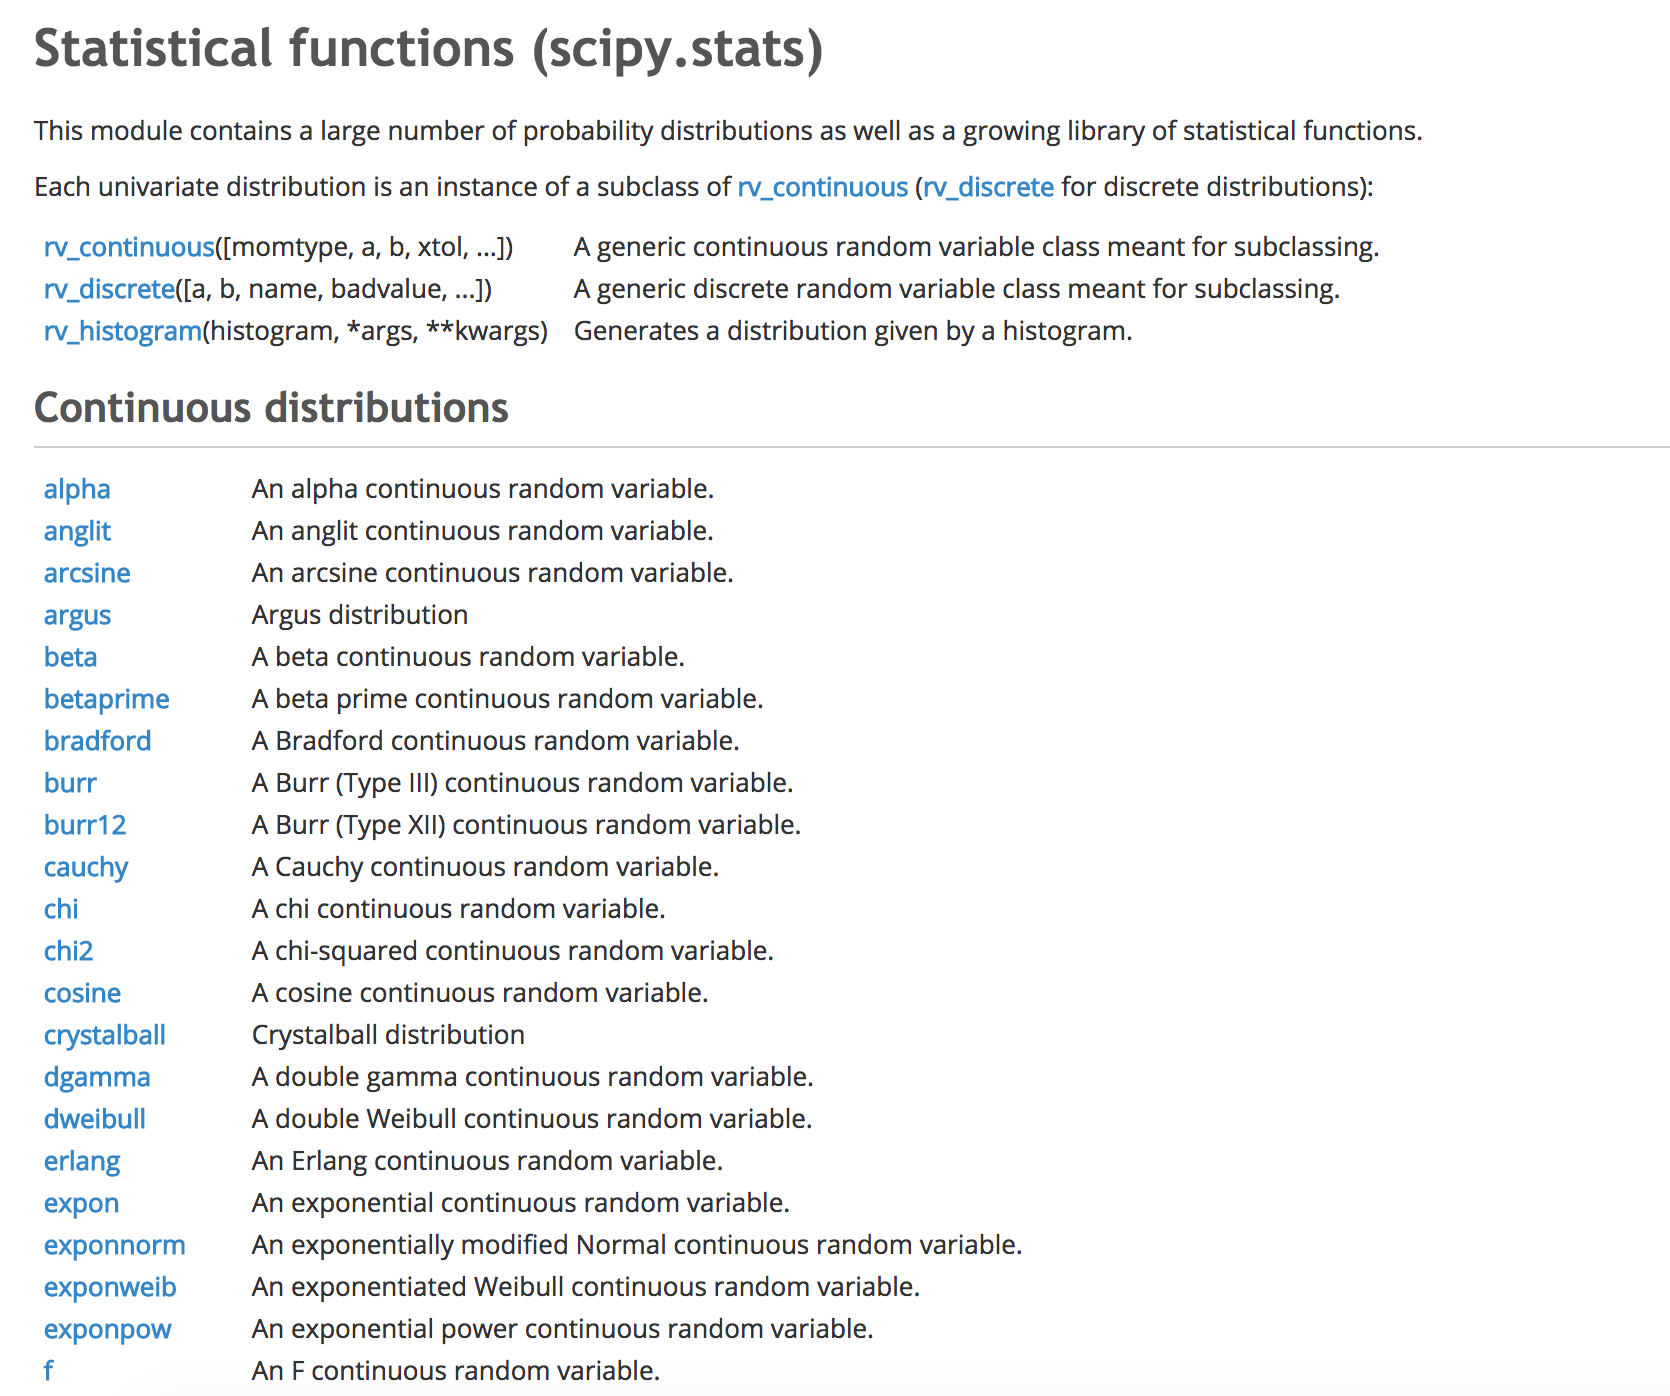 Statistical functions (scipy.stats)
This module contains a large number of probability distributions as well as a growing library of statistical functions.
Each univariate distribution is an instance of a subclass of rv_continuous (rv_discrete for discrete distributions):
rv_continuous([momtype, a, b, xtol, ...]) A generic continuous random variable class meant for subclassing.
rv_discrete([a, b, name, badvalue, ...]) A generic discrete random variable class meant for subclassing.
rv_histogram(histogram, *args, **kwargs) Generates a distribution given by a histogram.
Continuous distributions
alpha An alpha continuous random variable.
anglit An anglit continuous random variable.
arcsine An arcsine continuous random variable.
argus Argus distribution
beta A beta continuous random variable.
betaprime A beta prime continuous random variable.
bradford A Bradford continuous random variable.
burr A Burr (Type III) continuous random variable.
burr12 A Burr (Type XII) continuous random variable.
cauchy A Cauchy continuous random variable.
chi A chi continuous random variable.
chi2 A chi-squared continuous random variable.
cosine A cosine continuous random variable.
crystalball Crystalball distribution
dgamma A double gamma continuous random variable.
dweibull A double Weibull continuous random variable.
erlang An Erlang continuous random variable.
expon An exponential continuous random variable.
exponnorm An exponentially modified Normal continuous random variable.
exponweib An exponentiated Weibull continuous random variable.
exponpow An exponential power continuous random variable.
f An F continuous random variable.